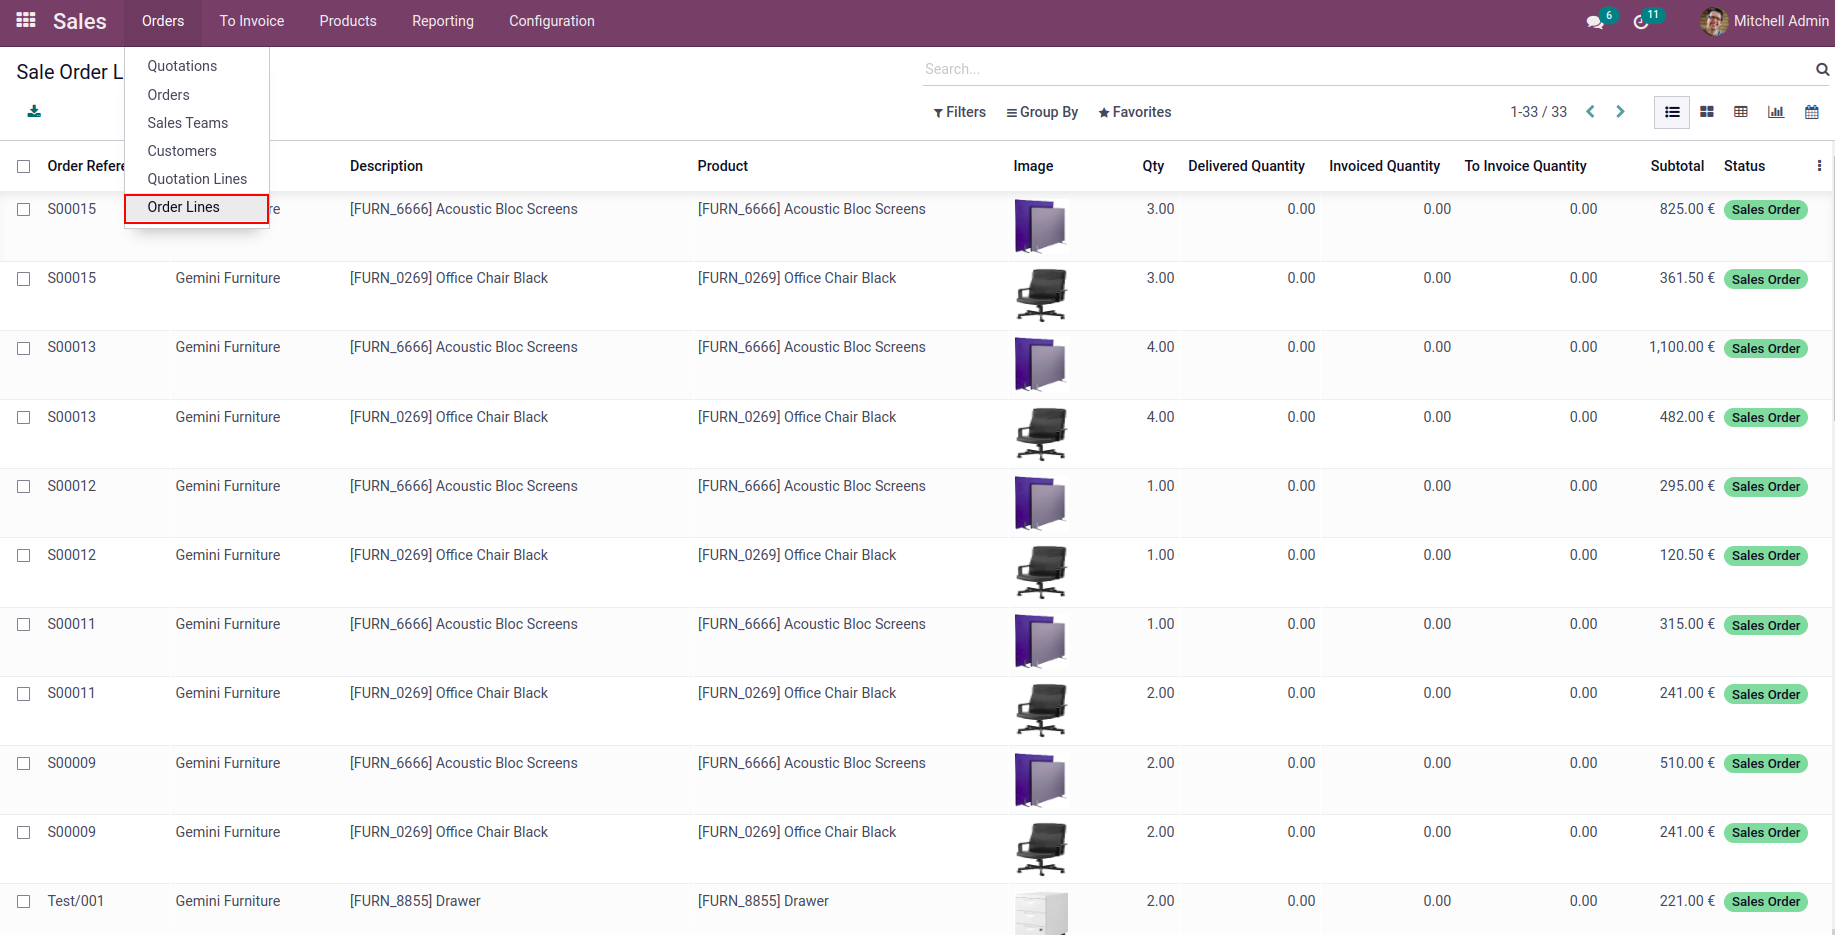 Sales Orders To Invoice Products Reporting Configuration 6 11 Mitchell Admin
Quotations
Orders
Sales Teams
Customers
Quotation Lines
Order Lines
Sale Order L
Search...
Filters Group By Favorites 1-33 / 33
Order Refere Description Product Image Qty Delivered Quantity Invoiced Quantity To Invoice Quantity Subtotal Status
S00015 re [FURN_6666] Acoustic Bloc Screens [FURN_6666] Acoustic Bloc Screens 3.00 0.00 0.00 0.00 825.00 € Sales Order
S00015 Gemini Furniture [FURN_0269] Office Chair Black [FURN_0269] Office Chair Black 3.00 0.00 0.00 0.00 361.50 € Sales Order
S00013 Gemini Furniture [FURN_6666] Acoustic Bloc Screens [FURN_6666] Acoustic Bloc Screens 4.00 0.00 0.00 0.00 1,100.00 € Sales Order
S00013 Gemini Furniture [FURN_0269] Office Chair Black [FURN_0269] Office Chair Black 4.00 0.00 0.00 0.00 482.00 € Sales Order
S00012 Gemini Furniture [FURN_6666] Acoustic Bloc Screens [FURN_6666] Acoustic Bloc Screens 1.00 0.00 0.00 0.00 295.00 € Sales Order
S00012 Gemini Furniture [FURN_0269] Office Chair Black [FURN_0269] Office Chair Black 1.00 0.00 0.00 0.00 120.50 € Sales Order
S00011 Gemini Furniture [FURN_6666] Acoustic Bloc Screens [FURN_6666] Acoustic Bloc Screens 1.00 0.00 0.00 0.00 315.00 € Sales Order
S00011 Gemini Furniture [FURN_0269] Office Chair Black [FURN_0269] Office Chair Black 2.00 0.00 0.00 0.00 241.00 € Sales Order
S00009 Gemini Furniture [FURN_6666] Acoustic Bloc Screens [FURN_6666] Acoustic Bloc Screens 2.00 0.00 0.00 0.00 510.00 € Sales Order
S00009 Gemini Furniture [FURN_0269] Office Chair Black [FURN_0269] Office Chair Black 2.00 0.00 0.00 0.00 241.00 € Sales Order
Test/001 Gemini Furniture [FURN_8855] Drawer [FURN_8855] Drawer 2.00 0.00 0.00 0.00 221.00 € Sales Order